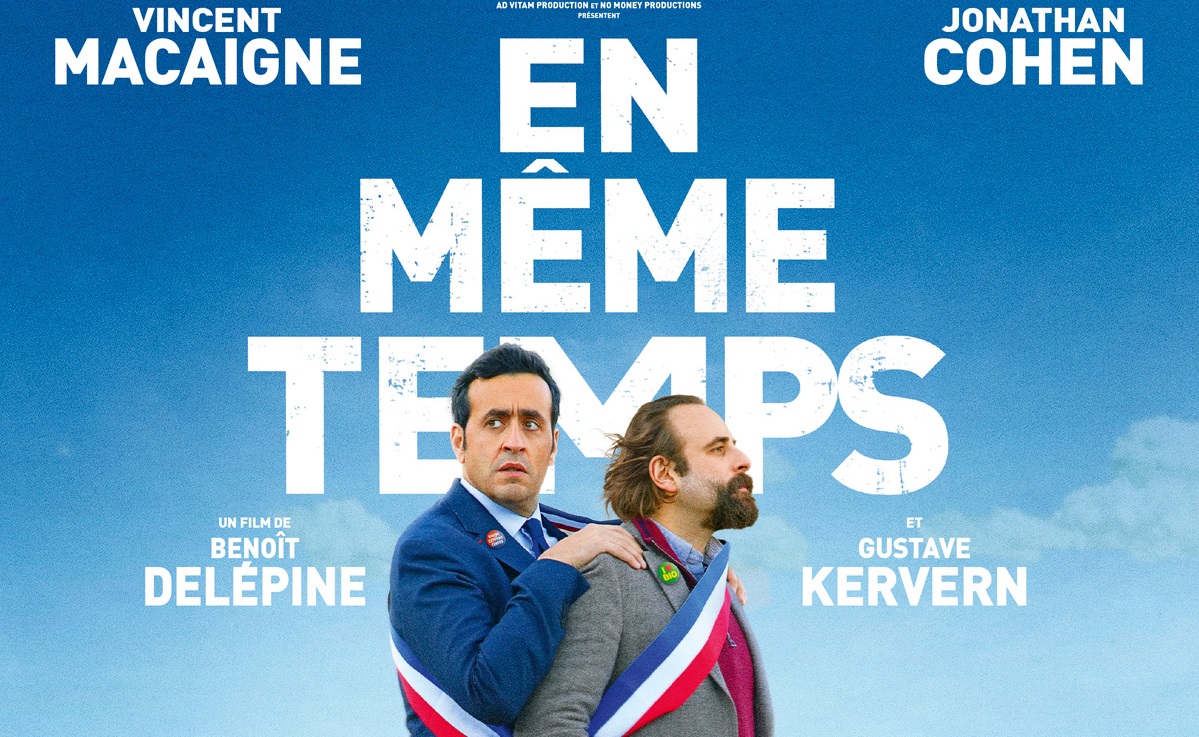 AD VITAM PRODUCTION ET NO MONEY PRODUCTIONS
PRÉSENTENT
VINCENT
MACAIGNE
JONATHAN
COHEN
EN
MÊME
TEMPS
UN FILM DE
BENOÎT
DELÉPINE
ET
GUSTAVE
KERVERN
I
BIO